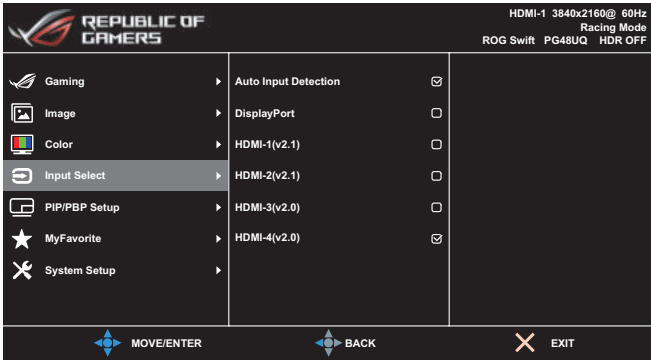 REPUBLIC OF
GAMERS
HDMI-1 3840x2160@ 60Hz
Racing Mode
ROG Swift PG48UQ HDR OFF
Gaming
Image
Color
Input Select
PIP/PBP Setup
MyFavorite
System Setup
Auto Input Detection
DisplayPort
HDMI-1(v2.1)
HDMI-2(v2.1)
HDMI-3(v2.0)
HDMI-4(v2.0)
MOVE/ENTER
BACK
EXIT